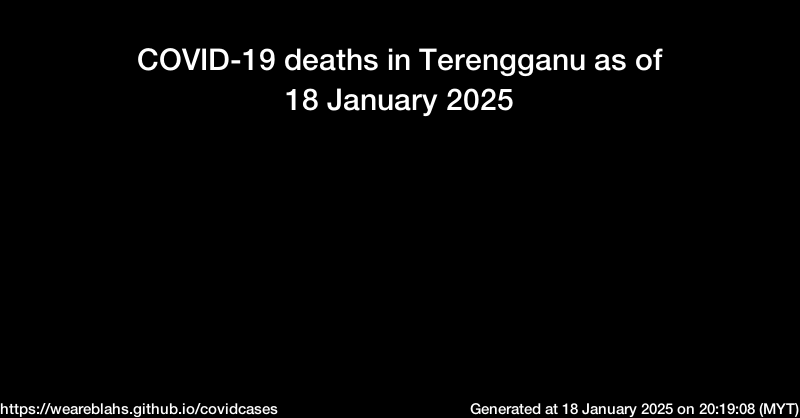 COVID-19 deaths in Terengganu as of
18 January 2025
https://weareblahs.github.io/covidcases
Generated at 18 January 2025 on 20:19:08 (MYT)